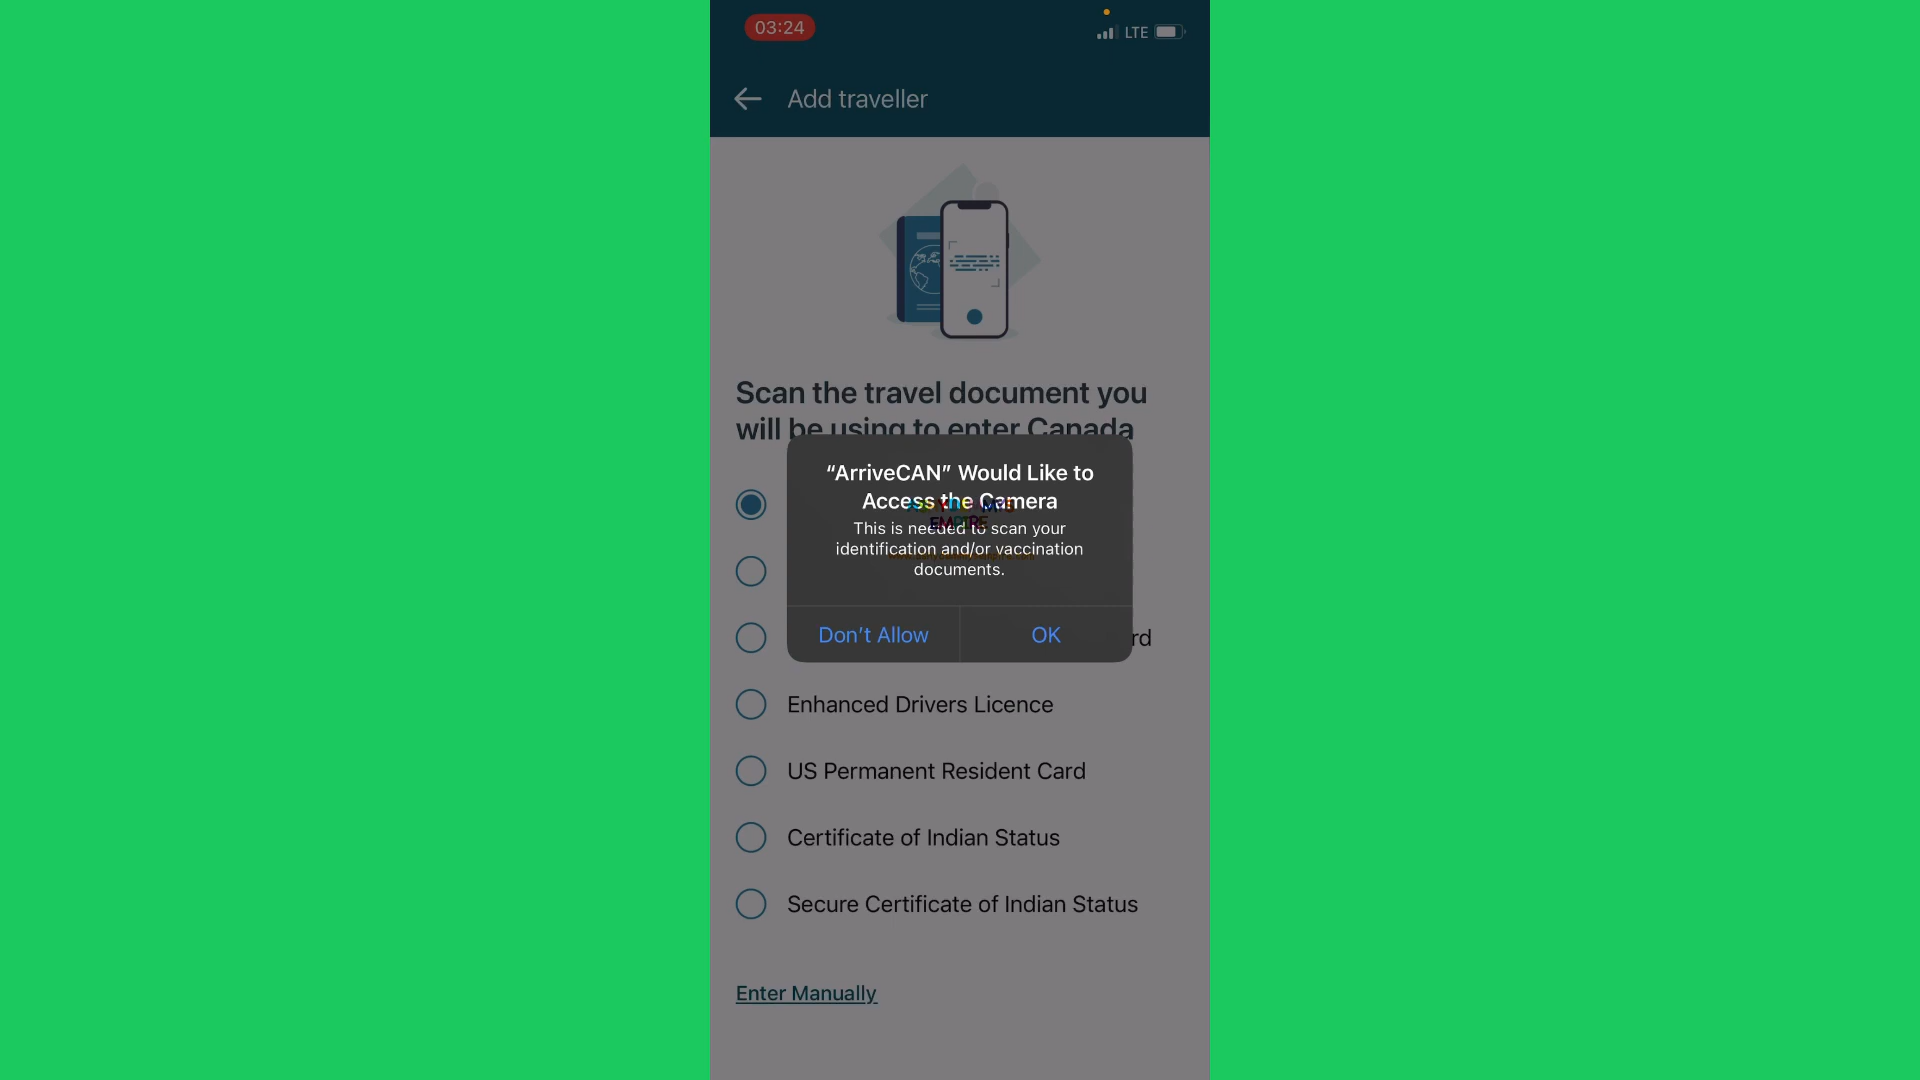 03:24
LTE
Add traveller
Scan the travel document you
will be using to enter Canada
“ArriveCAN” Would Like to
Access the Camera
This is needed to scan your
identification and/or vaccination
documents.
Don’t Allow
OK
rd
Enhanced Drivers Licence
US Permanent Resident Card
Certificate of Indian Status
Secure Certificate of Indian Status
Enter Manually